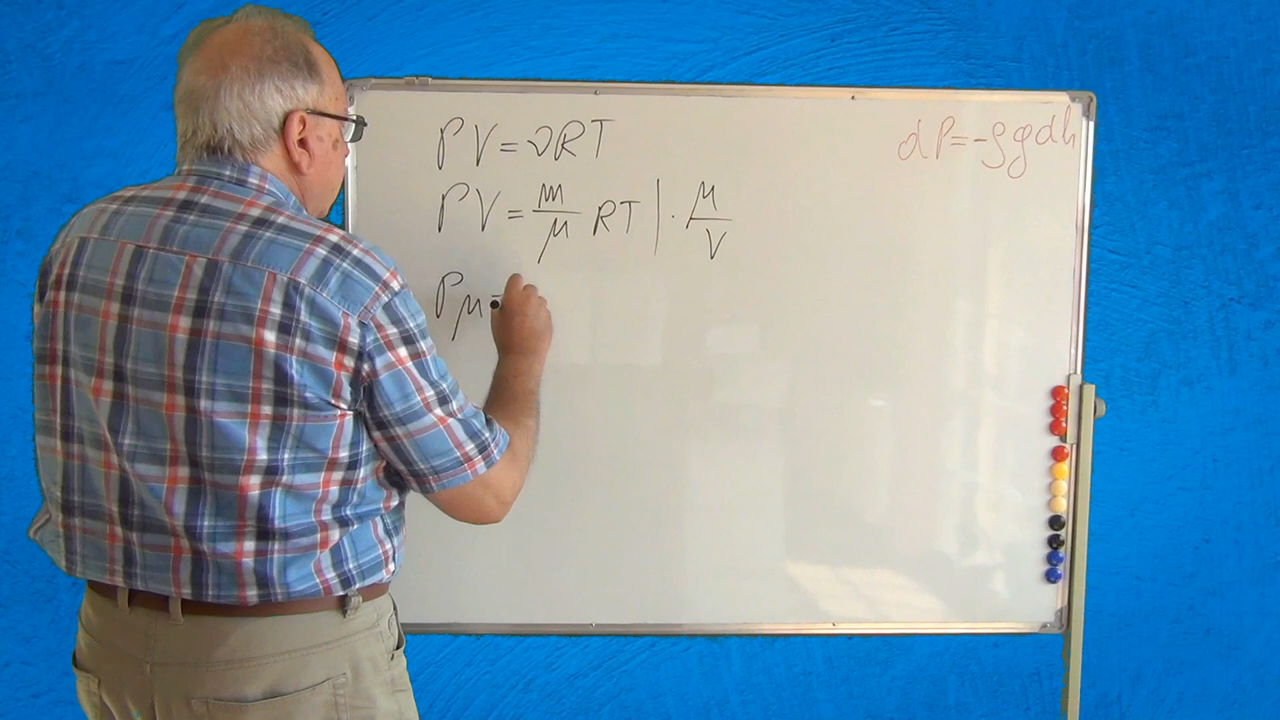 PV = νRT
PV = m/μ RT | · μ/V
Pμ =
dP = -ρgdh